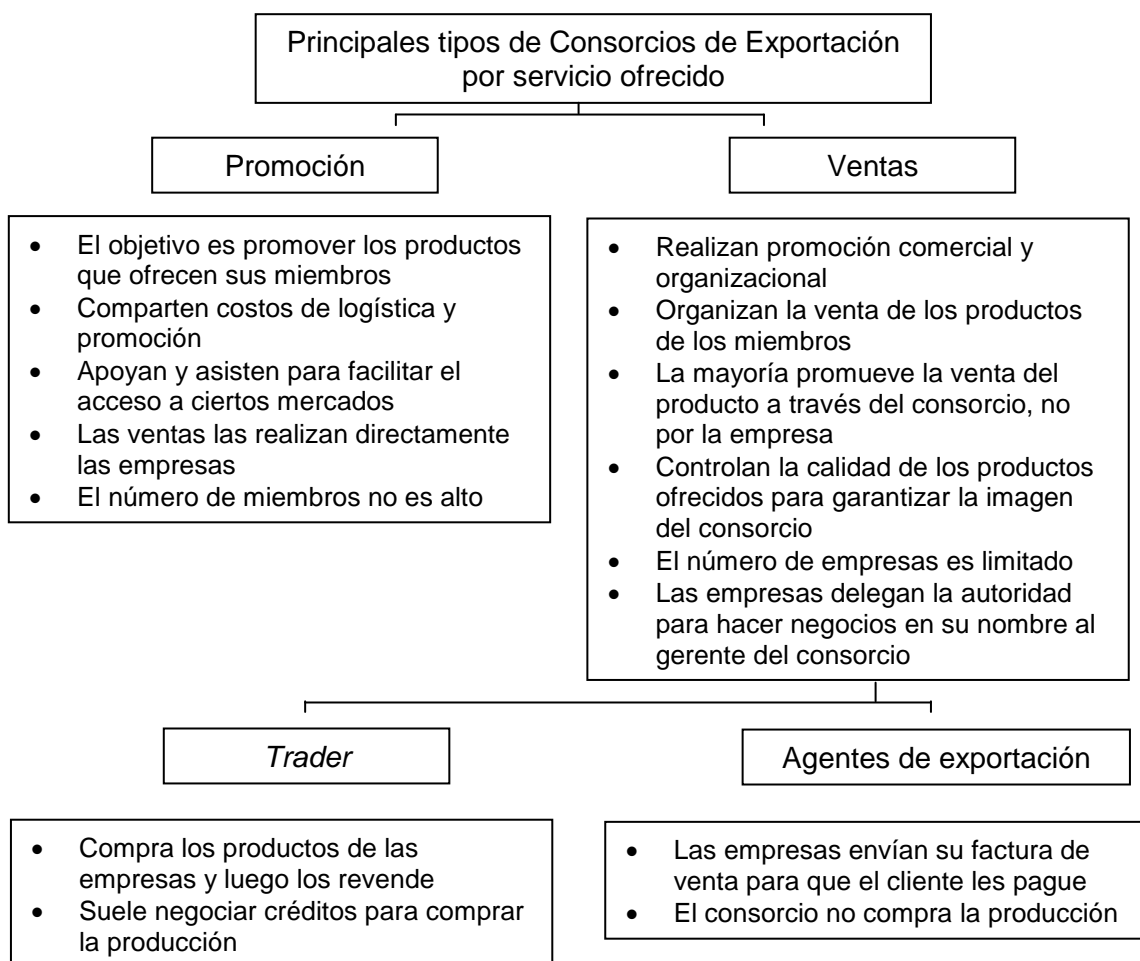 Principales tipos de Consorcios de Exportación
por servicio ofrecido
Promoción
Ventas
• El objetivo es promover los productos
que ofrecen sus miembros
• Comparten costos de logística y
promoción
• Apoyan y asisten para facilitar el
acceso a ciertos mercados
• Las ventas las realizan directamente
las empresas
• El número de miembros no es alto
• Realizan promoción comercial y
organizacional
• Organizan la venta de los productos
de los miembros
• La mayoría promueve la venta del
producto a través del consorcio, no
por la empresa
• Controlan la calidad de los productos
ofrecidos para garantizar la imagen
del consorcio
• El número de empresas es limitado
• Las empresas delegan la autoridad
para hacer negocios en su nombre al
gerente del consorcio
Trader
Agentes de exportación
• Compra los productos de las
empresas y luego los revende
• Suele negociar créditos para comprar
la producción
• Las empresas envían su factura de
venta para que el cliente les pague
• El consorcio no compra la producción